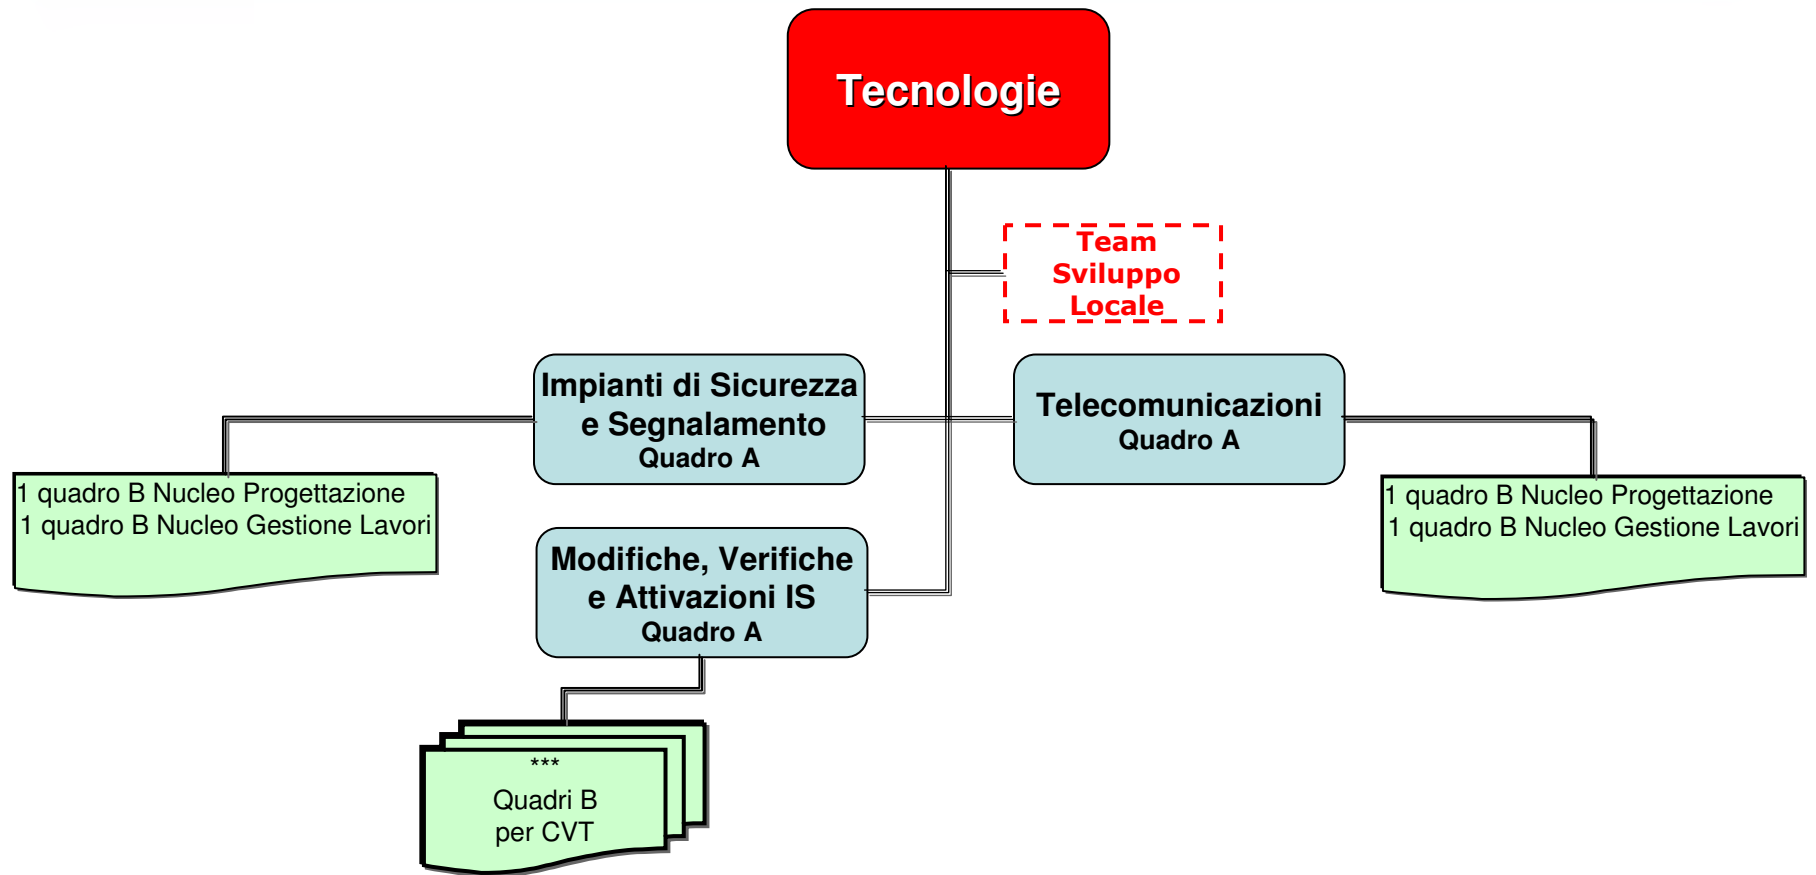 Tecnologie
Team
Sviluppo
Locale
Impianti di Sicurezza
e Segnalamento
Quadro A
Telecomunicazioni
Quadro A
1 quadro B Nucleo Progettazione
1 quadro B Nucleo Gestione Lavori
1 quadro B Nucleo Progettazione
1 quadro B Nucleo Gestione Lavori
Modifiche, Verifiche
e Attivazioni IS
Quadro A
***
Quadri B
per CVT